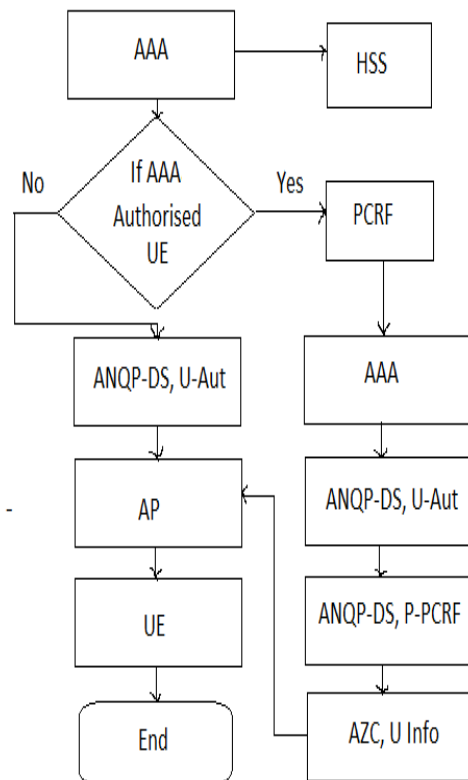 AAA
HSS
If AAA
Authorised
UE
No
Yes
PCRF
AAA
ANQP-DS, U-Aut
ANQP-DS, U-Aut
AP
-
ANQP-DS, P-PCRF
UE
AZC, U Info
End